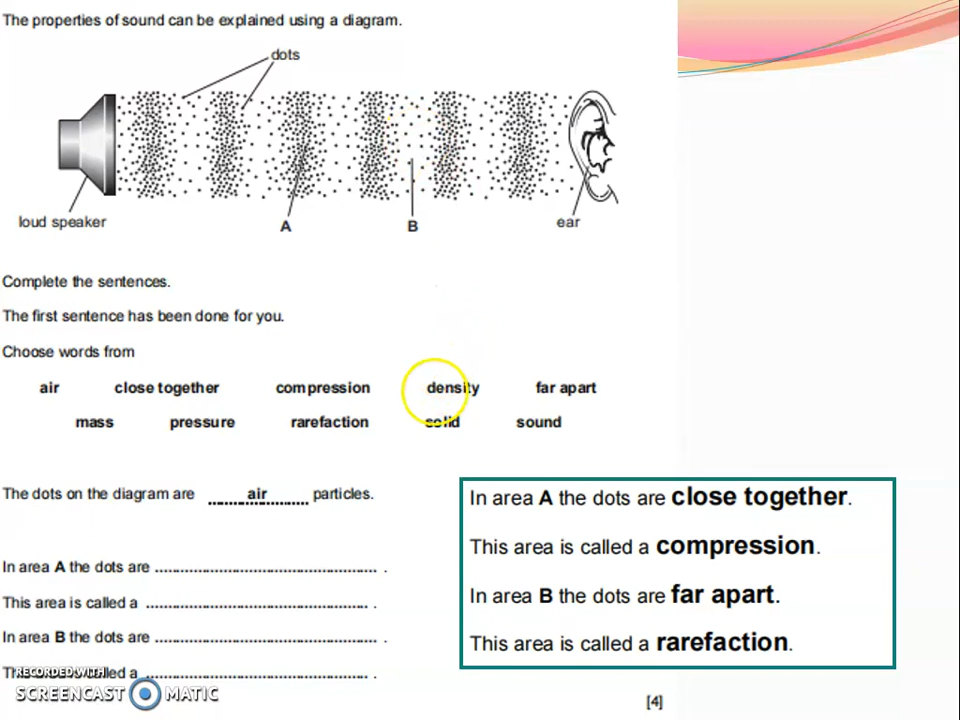 The properties of sound can be explained using a diagram.
dots
loud speaker
A
B
ear
Complete the sentences.
The first sentence has been done for you.
Choose words from
air close together compression density far apart
mass pressure rarefaction solid sound
The dots on the diagram are air particles.
In area A the dots are .
This area is called a .
In area B the dots are .
called a .
In area A the dots are close together.
This area is called a compression.
In area B the dots are far apart.
This area is called a rarefaction.
RECORDED WITH
SCREENCAST MATIC
[4]